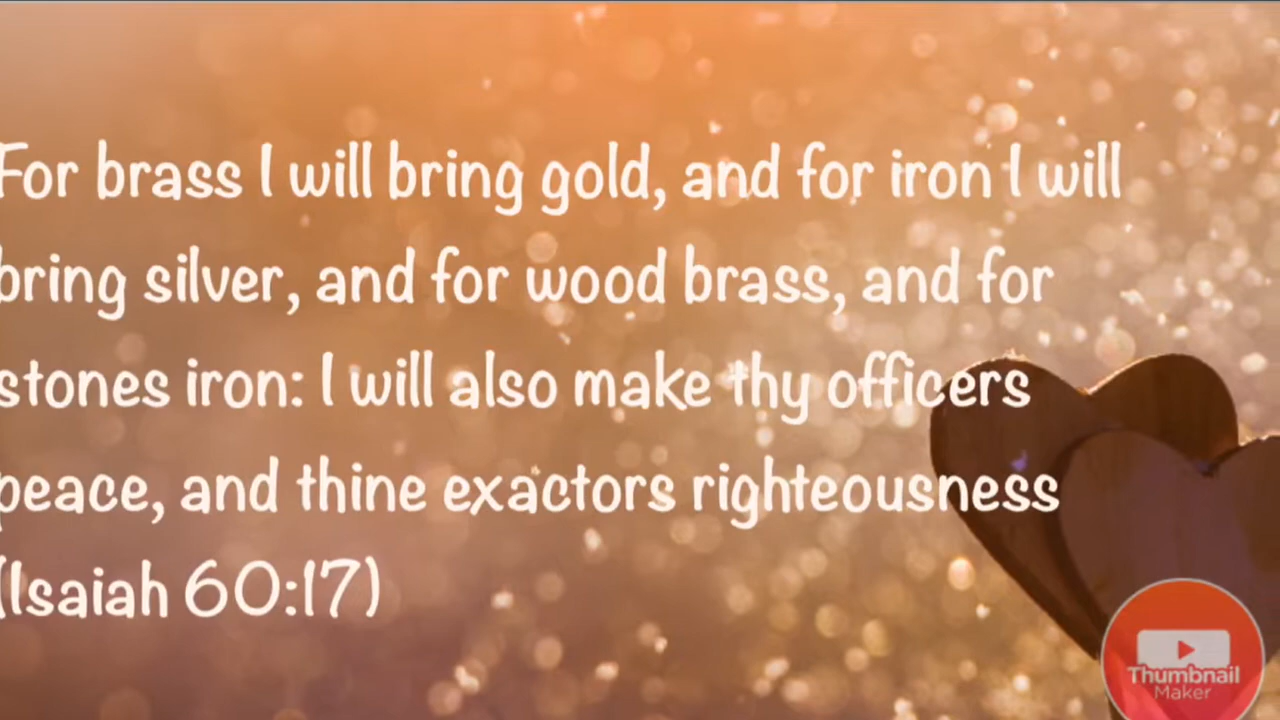 For brass I will bring gold, and for iron I will
bring silver, and for wood brass, and for
stones iron: I will also make thy officers
peace, and thine exactors righteousness
(Isaiah 60:17)
Thumbnail
Maker